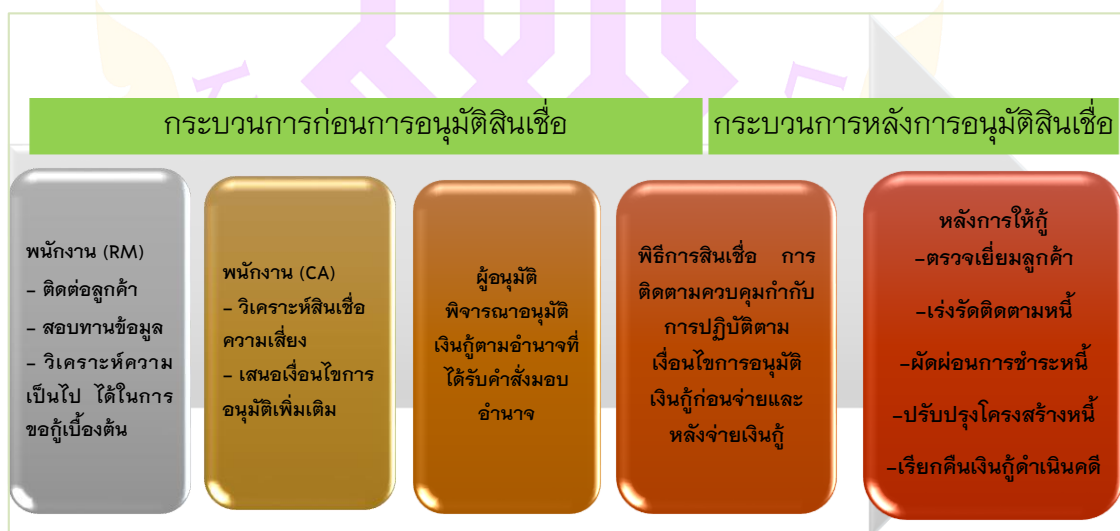 กระบวนการก่อนการอนุมัติสินเชื่อ
กระบวนการหลังการอนุมัติสินเชื่อ
พนักงาน (RM)
– ติดต่อลูกค้า
– สอบทานข้อมูล
– วิเคราะห์ความ
เป็นไป ได้ในการ
ขอกู้เบื้องต้น
พนักงาน (CA)
– วิเคราะห์สินเชื่อ
ความเสี่ยง
– เสนอเงื่อนไขการ
อนุมัติเพิ่มเติม
ผู้อนุมัติ
พิจารณาอนุมัติ
เงินกู้ตามอำนาจที่
ได้รับคำสั่งมอบ
อำนาจ
พิธีการสินเชื่อ การ
ติดตามควบคุมกำกับ
การปฏิบัติตาม
เงื่อนไขการอนุมัติ
เงินกู้ก่อนจ่ายและ
หลังจ่ายเงินกู้
หลังการให้กู้
–ตรวจเยี่ยมลูกค้า
–เร่งรัดติดตามหนี้
–ผัดผ่อนการชำระหนี้
–ปรับปรุงโครงสร้างหนี้
–เรียกคืนเงินกู้ดำเนินคดี